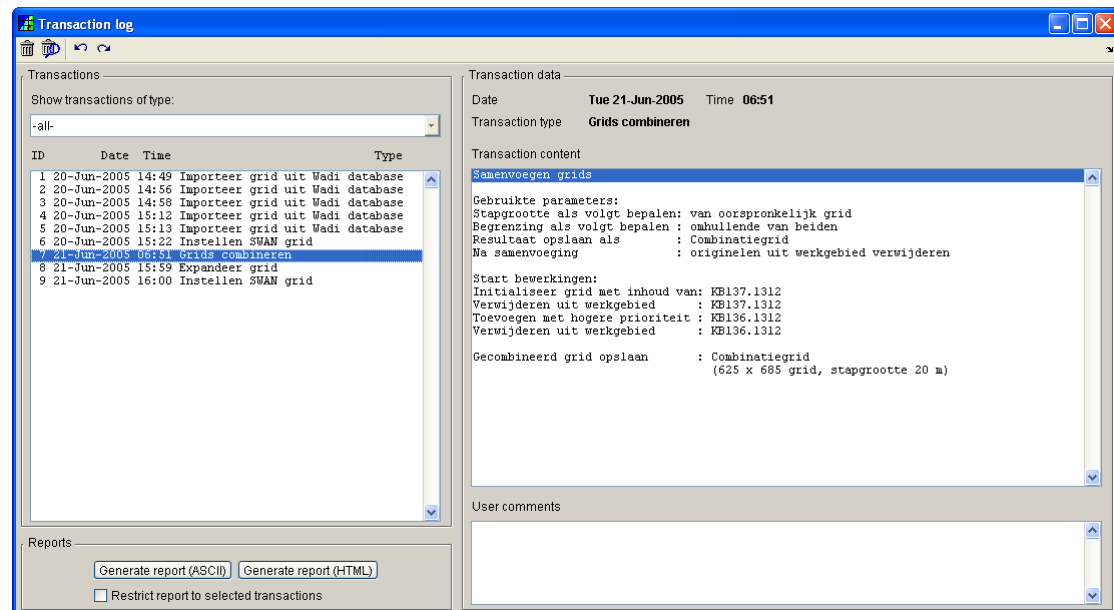 Transaction log
Transactions
Show transactions of type:
-all-
ID Date Time Type
1 20-Jun-2005 14:49 Importeer grid uit Wadi database
2 20-Jun-2005 14:56 Importeer grid uit Wadi database
3 20-Jun-2005 14:58 Importeer grid uit Wadi database
4 20-Jun-2005 15:12 Importeer grid uit Wadi database
5 20-Jun-2005 15:13 Importeer grid uit Wadi database
6 20-Jun-2005 15:22 Instellen SWAN grid
7 21-Jun-2005 06:51 Grids combineren
8 21-Jun-2005 15:59 Expandeer grid
9 21-Jun-2005 16:00 Instellen SWAN grid
Reports
Generate report (ASCII) Generate report (HTML)
Restrict report to selected transactions
Transaction data
Date Tue 21-Jun-2005 Time 06:51
Transaction type Grids combineren
Transaction content
Samenvoegen grids
Gebruikte parameters:
Stapgrootte als volgt bepalen: van oorspronkelijk grid
Begrenzing als volgt bepalen : omhullende van beiden
Resultaat opslaan als : Combinatiegrid
Na samenvoeging : originelen uit werkgebied verwijderen
Start bewerkingen:
Initialiseer grid met inhoud van: KB137.1312
Verwijderen uit werkgebied : KB137.1312
Toevoegen met hogere prioriteit : KB136.1312
Verwijderen uit werkgebied : KB136.1312
Gecombineerd grid opslaan : Combinatiegrid
(625 x 685 grid, stapgrootte 20 m)
User comments